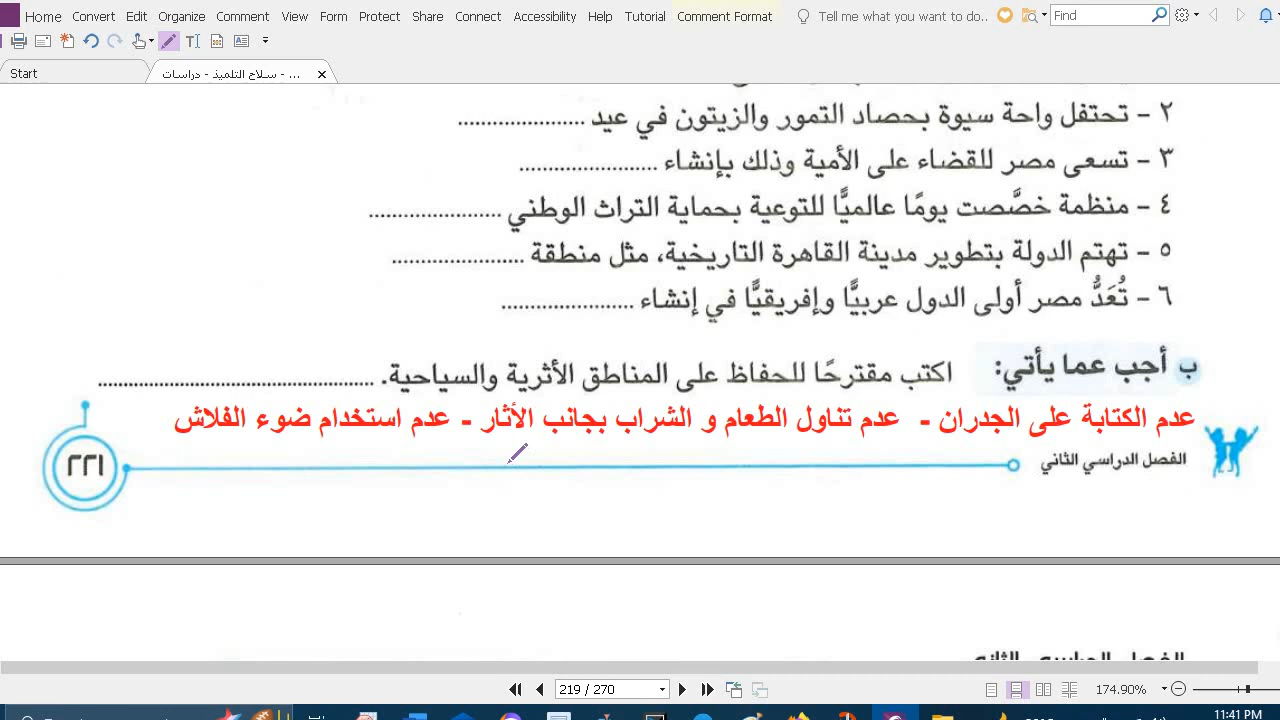 Home Convert Edit Organize Comment View Form Protect Share Connect Accessibility Help Tutorial Comment Format Tell me what you want to do.. Find
Start
... - سلاح التلميذ - دراسات
٢ - تحتفل واحة سيوة بحصاد التمور والزيتون في عيد ......................
٣ - تسعى مصر للقضاء على الأمية وذلك بإنشاء ......................
٤ - منظمة خصَّصت يومًا عالميًّا للتوعية بحماية التراث الوطني ......................
٥ - تهتم الدولة بتطوير مدينة القاهرة التاريخية، مثل منطقة ......................
٦ - تُعَدُّ مصر أولى الدول عربيًّا وإفريقيًّا في إنشاء ......................
ب أجب عما يأتي: اكتب مقترحًا للحفاظ على المناطق الأثرية والسياحية. ..............................................
عدم الكتابة على الجدران - عدم تناول الطعام و الشراب بجانب الأثار - عدم استخدام ضوء الفلاش
الفصل الدراسي الثاني
٢٢١
219 / 270
174.90%
11:41 PM